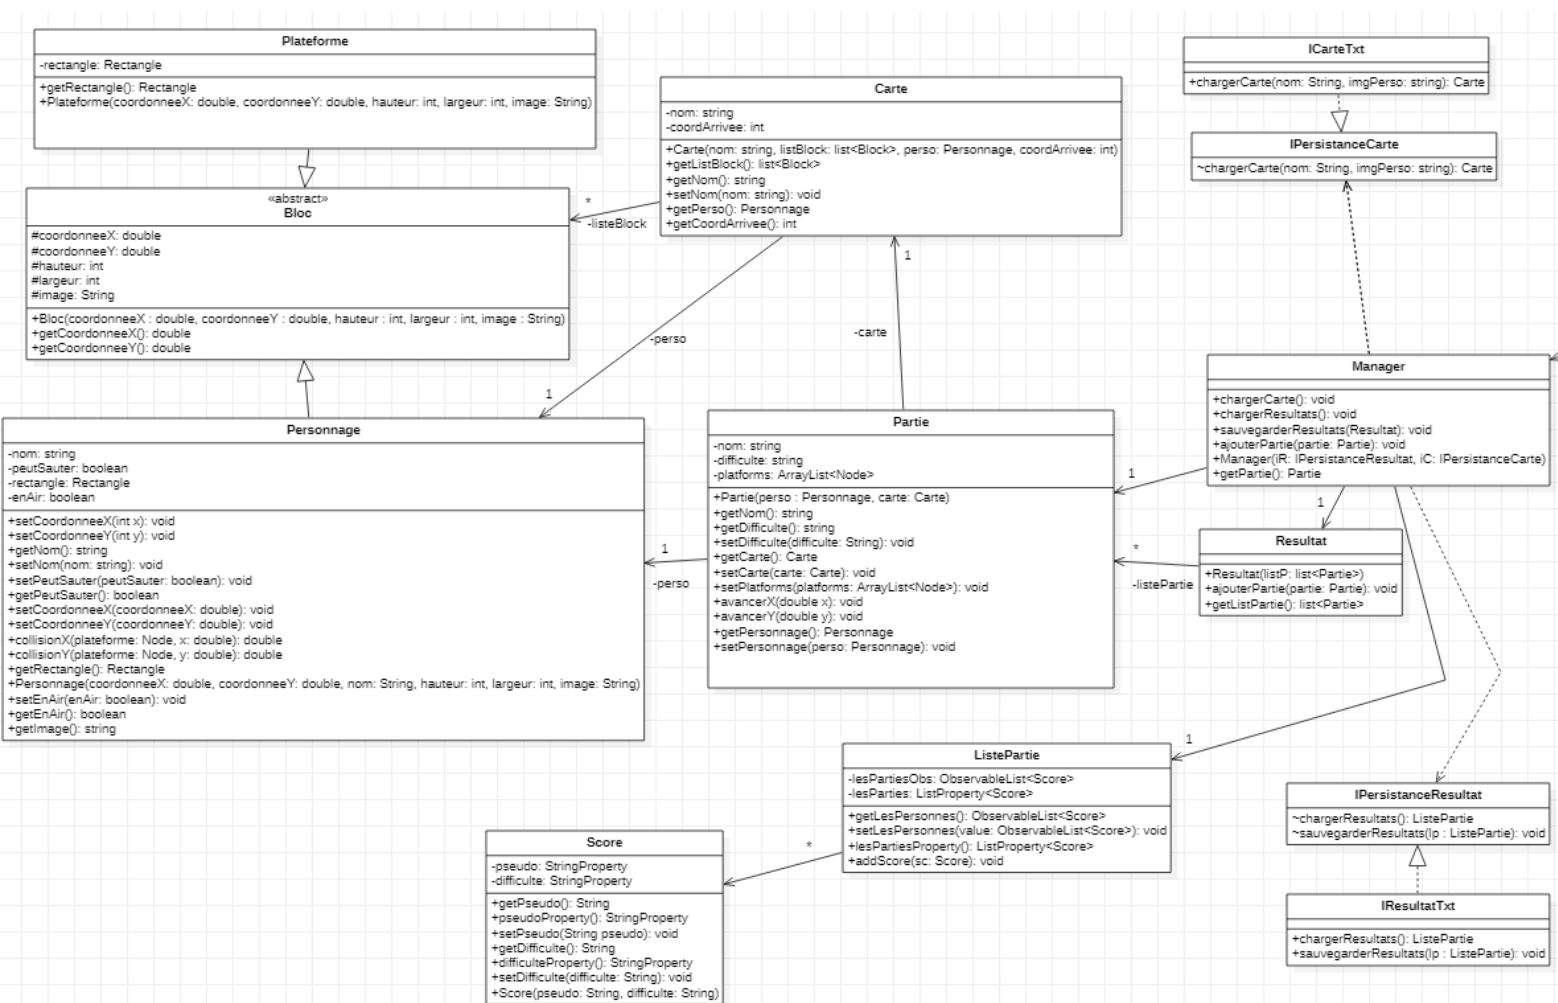 Plateforme
-rectangle: Rectangle
+getRectangle(): Rectangle
+Plateforme(coordonneeX: double, coordonneeY: double, hauteur: int, largeur: int, image: String)
«abstract»
Bloc
#coordonneeX: double
#coordonneeY: double
#hauteur: int
#largeur: int
#image: String
+Bloc(coordonneeX : double, coordonneeY : double, hauteur : int, largeur : int, image : String)
+getCoordonneeX(): double
+getCoordonneeY(): double
Carte
-nom: string
-coordArrivee: int
+Carte(nom: string, listBlock: list<Block>, perso: Personnage, coordArrivee: int)
+getListBlock(): list<Block>
+getNom(): string
+setNom(nom: string): void
+getPerso(): Personnage
+getCoordArrivee(): int
*
-listeBlock
ICarteTxt
+chargerCarte(nom: String, imgPerso: string): Carte
IPersistanceCarte
~chargerCarte(nom: String, imgPerso: string): Carte
1
-carte
-perso
1
Personnage
-nom: string
-peutSauter: boolean
-rectangle: Rectangle
-enAir: boolean
+setCoordonneeX(int x): void
+setCoordonneeY(int y): void
+getNom(): string
+setNom(nom: string): void
+setPeutSauter(peutSauter: boolean): void
+getPeutSauter(): boolean
+setCoordonneeX(coordonneeX: double): void
+setCoordonneeY(coordonneeY: double): void
+collisionX(plateforme: Node, x: double): double
+collisionY(plateforme: Node, y: double): double
+getRectangle(): Rectangle
+Personnage(coordonneeX: double, coordonneeY: double, nom: String, hauteur: int, largeur: int, image: String)
+setEnAir(enAir: boolean): void
+getEnAir(): boolean
+getImage(): string
1
-perso
Partie
-nom: string
-difficulte: string
-platforms: ArrayList<Node>
+Partie(perso : Personnage, carte: Carte)
+getNom(): string
+getDifficulte(): string
+setDifficulte(difficulte: String): void
+getCarte(): Carte
+setCarte(carte: Carte): void
+setPlatforms(platforms: ArrayList<Node>): void
+avancerX(double x): void
+avancerY(double y): void
+getPersonnage(): Personnage
+setPersonnage(perso: Personnage): void
Manager
+chargerCarte(): void
+chargerResultats(): void
+sauvegarderResultats(Resultat): void
+ajouterPartie(partie: Partie): void
+Manager(iR: IPersistanceResultat, iC: IPersistanceCarte)
+getPartie(): Partie
1
1
Resultat
+Resultat(listP: list<Partie>)
+ajouterPartie(partie: Partie): void
+getListPartie(): list<Partie>
*
-listePartie
1
ListePartie
-lesPartiesObs: ObservableList<Score>
-lesParties: ListProperty<Score>
+getLesPersonnes(): ObservableList<Score>
+setLesPersonnes(value: ObservableList<Score>): void
+lesPartiesProperty(): ListProperty<Score>
+addScore(sc: Score): void
*
Score
-pseudo: StringProperty
-difficulte: StringProperty
+getPseudo(): String
+pseudoProperty(): StringProperty
+setPseudo(String pseudo): void
+getDifficulte(): String
+difficulteProperty(): StringProperty
+setDifficulte(difficulte: String): void
+Score(pseudo: String, difficulte: String)
IPersistanceResultat
~chargerResultats(): ListePartie
~sauvegarderResultats(lp : ListePartie): void
IResultatTxt
+chargerResultats(): ListePartie
+sauvegarderResultats(lp : ListePartie): void